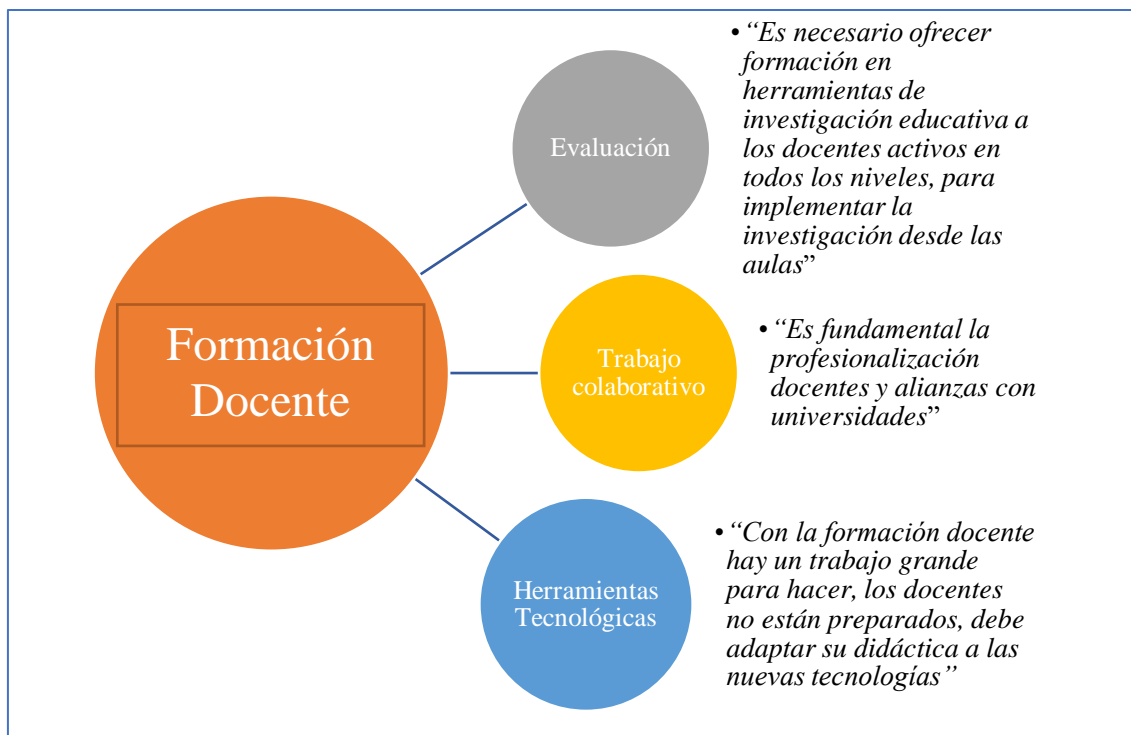 Formación
Docente
Evaluación
• “Es necesario ofrecer
formación en
herramientas de
investigación educativa a
los docentes activos en
todos los niveles, para
implementar la
investigación desde las
aulas”
Trabajo
colaborativo
• “Es fundamental la
profesionalización
docentes y alianzas con
universidades”
Herramientas
Tecnológicas
• “Con la formación docente
hay un trabajo grande
para hacer, los docentes
no están preparados, debe
adaptar su didáctica a las
nuevas tecnologías”